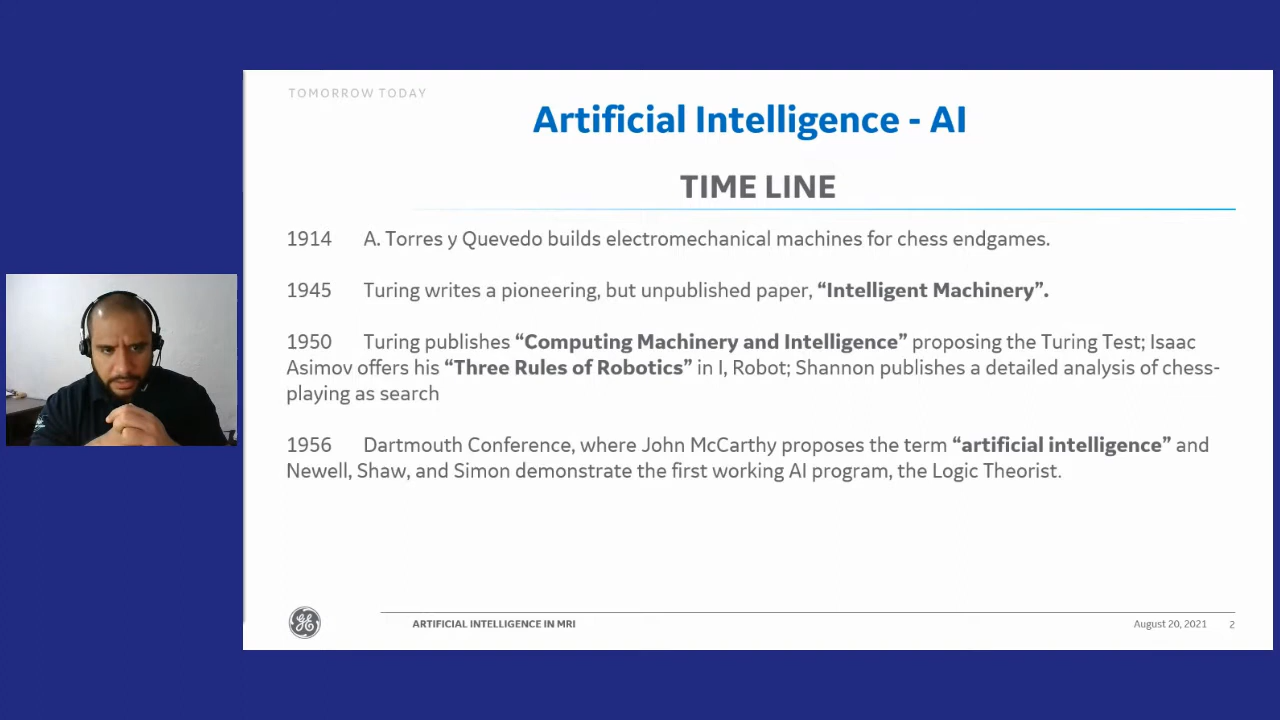 TOMORROW TODAY
Artificial Intelligence - AI
TIME LINE
1914 A. Torres y Quevedo builds electromechanical machines for chess endgames.
1945 Turing writes a pioneering, but unpublished paper, “Intelligent Machinery”.
1950 Turing publishes “Computing Machinery and Intelligence” proposing the Turing Test; Isaac
Asimov offers his “Three Rules of Robotics” in I, Robot; Shannon publishes a detailed analysis of chess-
playing as search
1956 Dartmouth Conference, where John McCarthy proposes the term “artificial intelligence” and
Newell, Shaw, and Simon demonstrate the first working AI program, the Logic Theorist.
GE
ARTIFICIAL INTELLIGENCE IN MRI
August 20, 2021 2